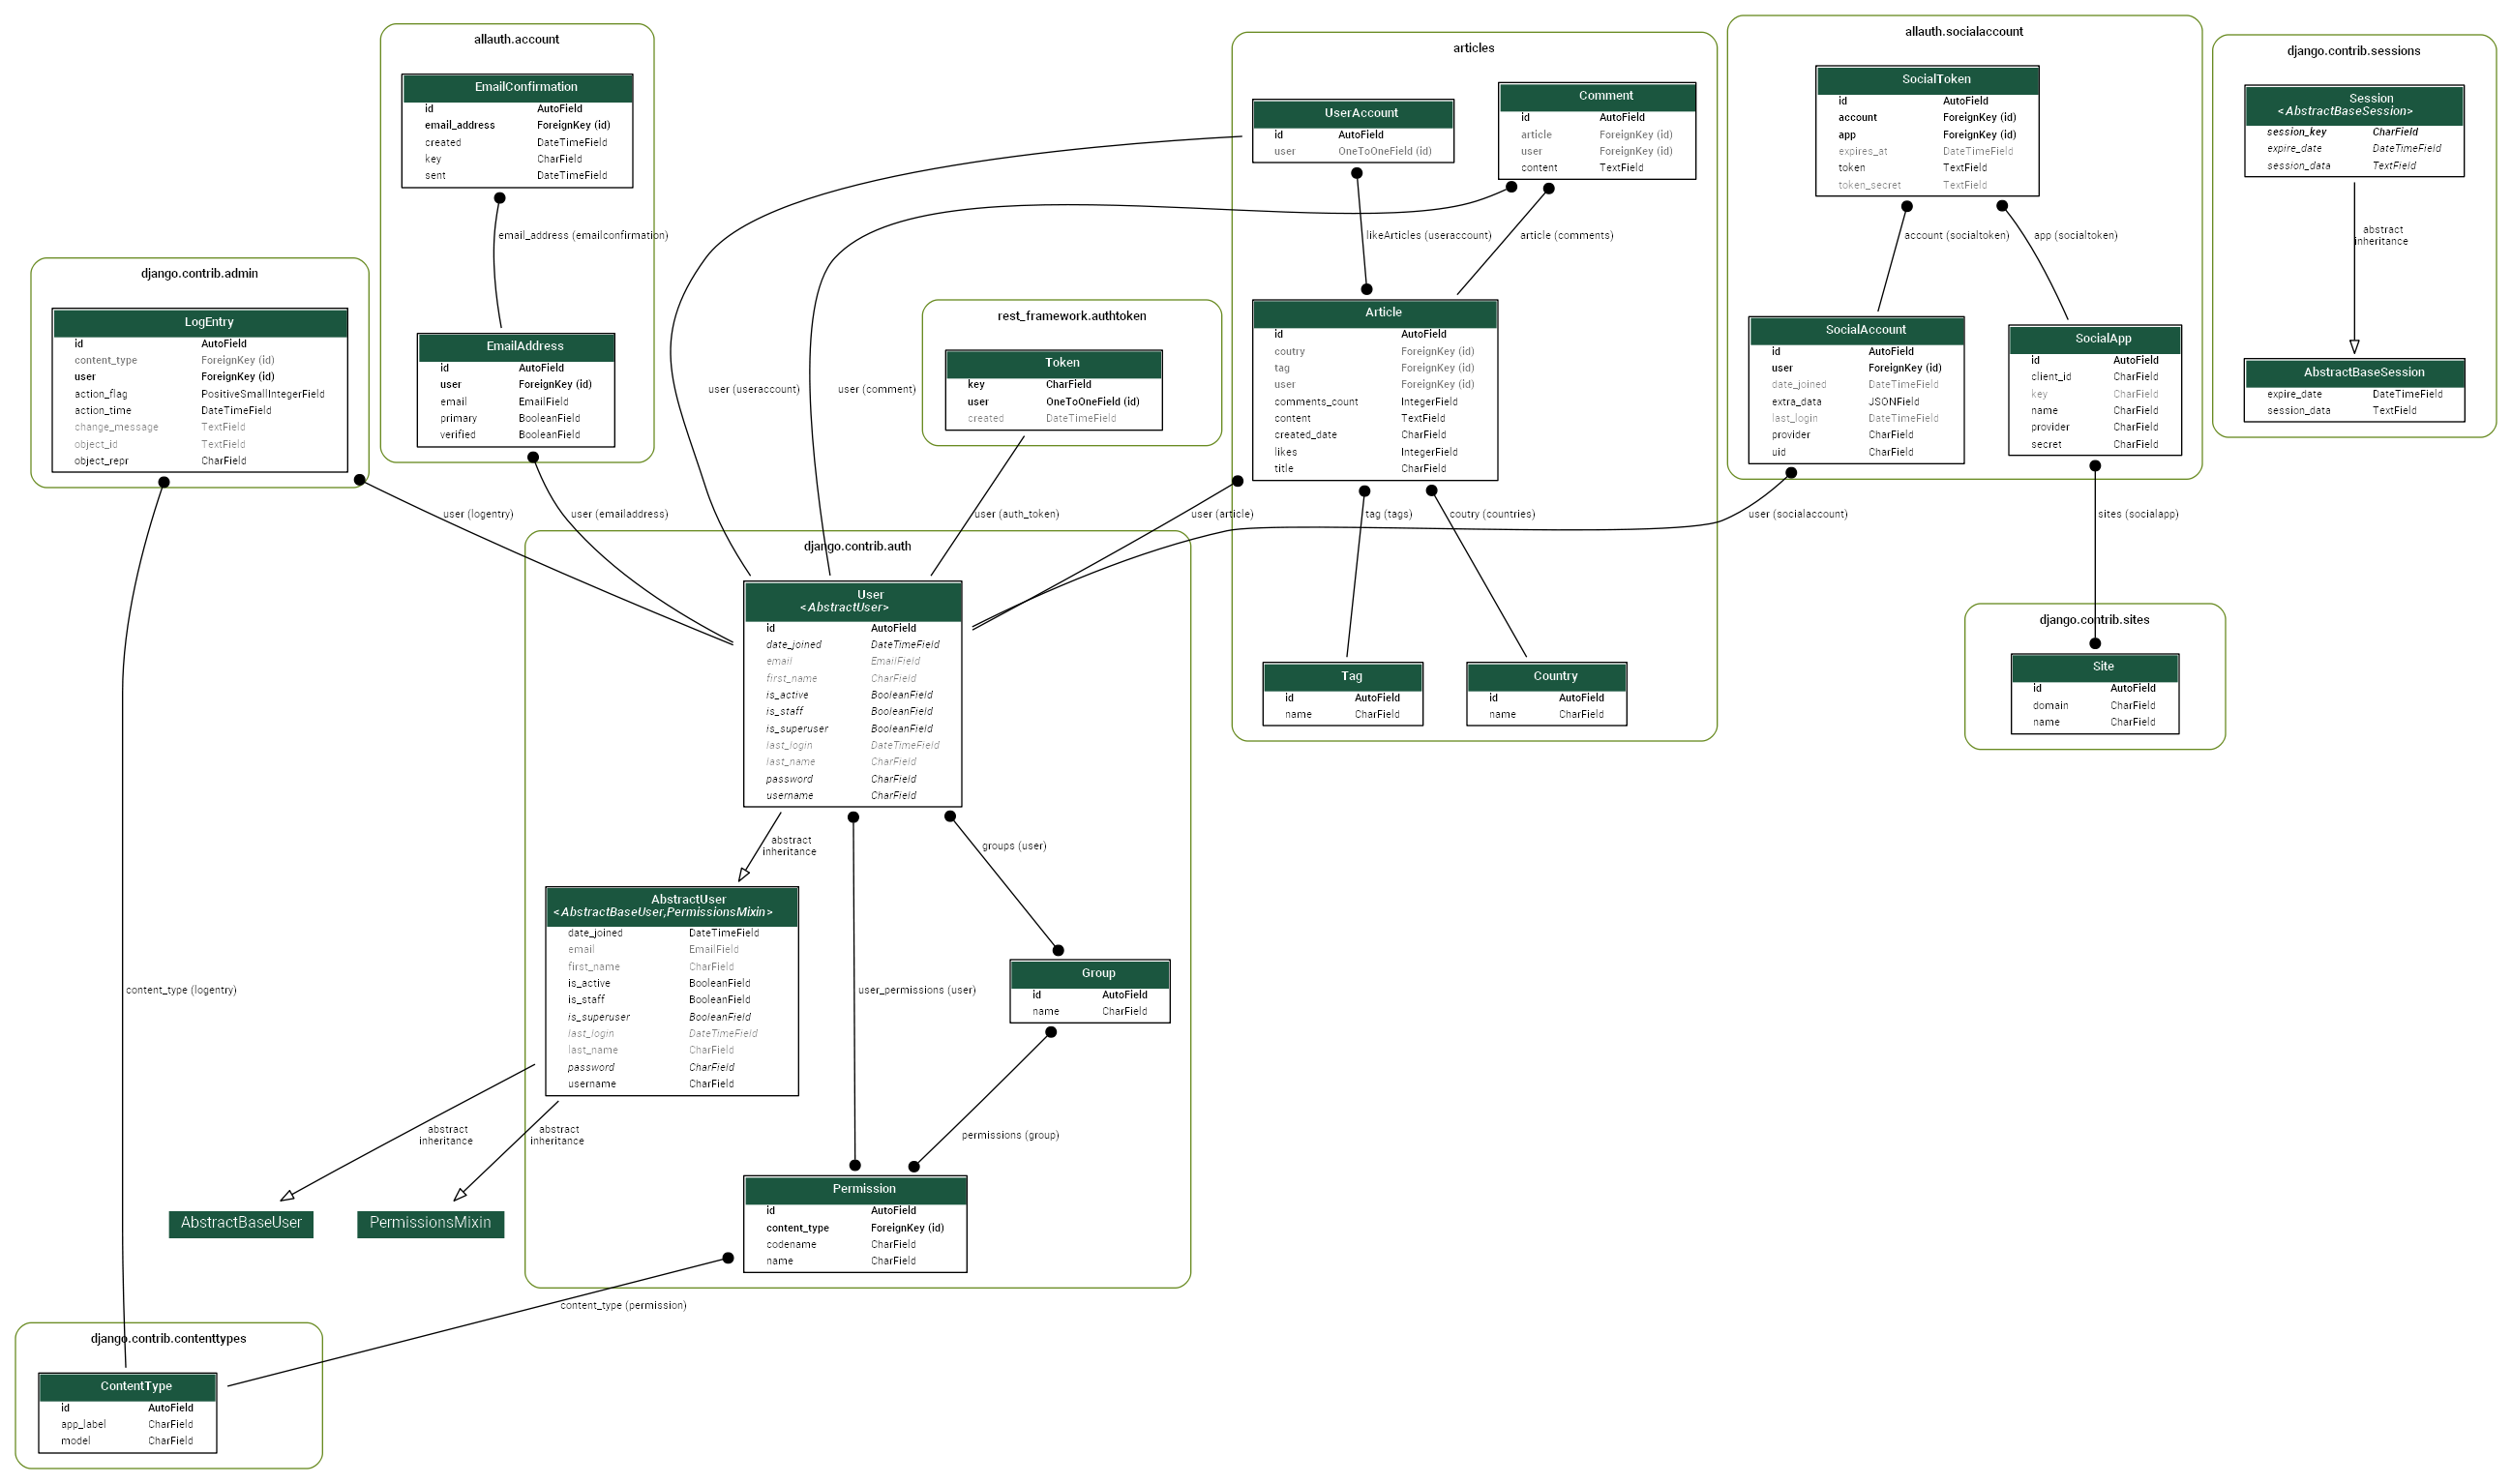 allauth.account
EmailConfirmation
id AutoField
email_address ForeignKey (id)
created DateTimeField
key CharField
sent DateTimeField
email_address (emailconfirmation)
EmailAddress
id AutoField
user ForeignKey (id)
email EmailField
primary BooleanField
verified BooleanField
django.contrib.admin
LogEntry
id AutoField
content_type ForeignKey (id)
user ForeignKey (id)
action_flag PositiveSmallIntegerField
action_time DateTimeField
change_message TextField
object_id TextField
object_repr CharField
articles
UserAccount
id AutoField
user OneToOneField (id)
Comment
id AutoField
article ForeignKey (id)
user ForeignKey (id)
content TextField
likeArticles (useraccount)
article (comments)
Article
id AutoField
coutry ForeignKey (id)
tag ForeignKey (id)
user ForeignKey (id)
comments_count IntegerField
content TextField
created_date CharField
likes IntegerField
title CharField
tag (tags)
coutry (countries)
Tag
id AutoField
name CharField
Country
id AutoField
name CharField
allauth.socialaccount
SocialToken
id AutoField
account ForeignKey (id)
app ForeignKey (id)
expires_at DateTimeField
token TextField
token_secret TextField
account (socialtoken)
app (socialtoken)
SocialAccount
id AutoField
user ForeignKey (id)
date_joined DateTimeField
extra_data JSONField
last_login DateTimeField
provider CharField
uid CharField
SocialApp
id AutoField
client_id CharField
key CharField
name CharField
provider CharField
secret CharField
django.contrib.sessions
Session
<AbstractBaseSession>
session_key CharField
expire_date DateTimeField
session_data TextField
abstract
inheritance
AbstractBaseSession
expire_date DateTimeField
session_data TextField
rest_framework.authtoken
Token
key CharField
user OneToOneField (id)
created DateTimeField
user (useraccount)
user (comment)
user (logentry)
user (emailaddress)
user (auth_token)
user (article)
user (socialaccount)
sites (socialapp)
django.contrib.sites
Site
id AutoField
domain CharField
name CharField
django.contrib.auth
User
<AbstractUser>
id AutoField
date_joined DateTimeField
email EmailField
first_name CharField
is_active BooleanField
is_staff BooleanField
is_superuser BooleanField
last_login DateTimeField
last_name CharField
password CharField
username CharField
abstract
inheritance
groups (user)
AbstractUser
<AbstractBaseUser,PermissionsMixin>
date_joined DateTimeField
email EmailField
first_name CharField
is_active BooleanField
is_staff BooleanField
is_superuser BooleanField
last_login DateTimeField
last_name CharField
password CharField
username CharField
user_permissions (user)
Group
id AutoField
name CharField
permissions (group)
content_type (logentry)
abstract
inheritance
abstract
inheritance
AbstractBaseUser
PermissionsMixin
Permission
id AutoField
content_type ForeignKey (id)
codename CharField
name CharField
content_type (permission)
django.contrib.contenttypes
ContentType
id AutoField
app_label CharField
model CharField